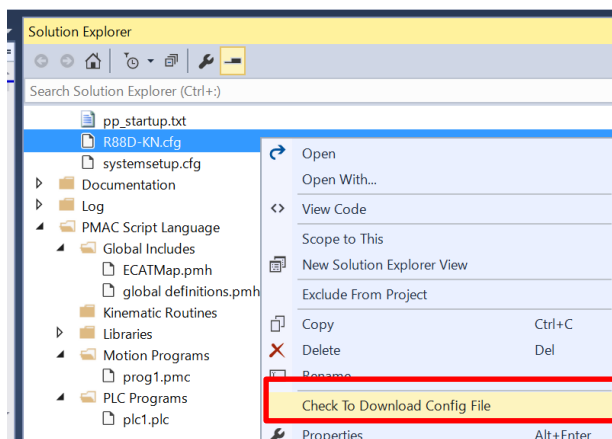 Solution Explorer
Search Solution Explorer (Ctrl+:)
pp_startup.txt
R88D-KN.cfg
systemsetup.cfg
Documentation
Log
PMAC Script Language
Global Includes
ECATMap.pmh
global definitions.pmh
Kinematic Routines
Libraries
Motion Programs
prog1.pmc
PLC Programs
plc1.plc
Open
Open With...
View Code
Scope to This
New Solution Explorer View
Exclude From Project
Copy Ctrl+C
Delete Del
Rename
Check To Download Config File
Properties Alt+Enter